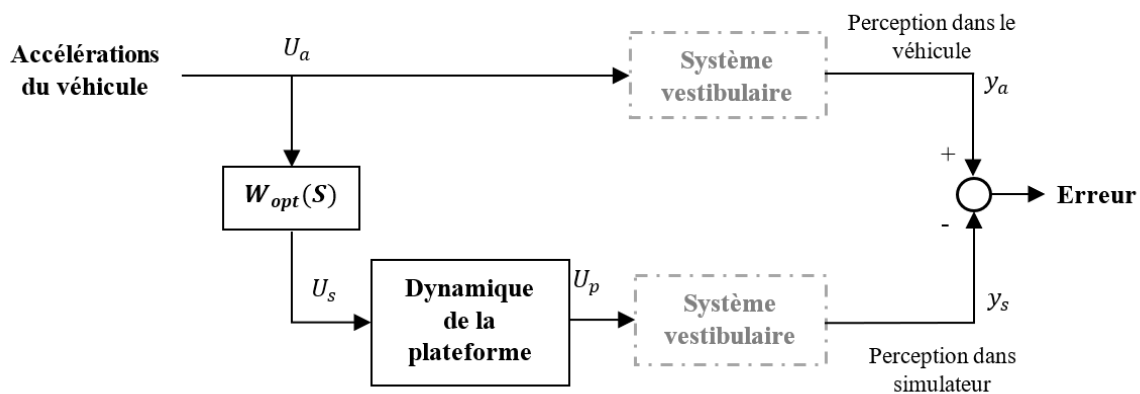 Accélérations
du véhicule
U_a
Système
vestibulaire
Perception dans le
véhicule
y_a
+
W_opt(S)
-
Erreur
U_s
Dynamique
de la
plateforme
U_p
Système
vestibulaire
y_s
Perception dans
simulateur